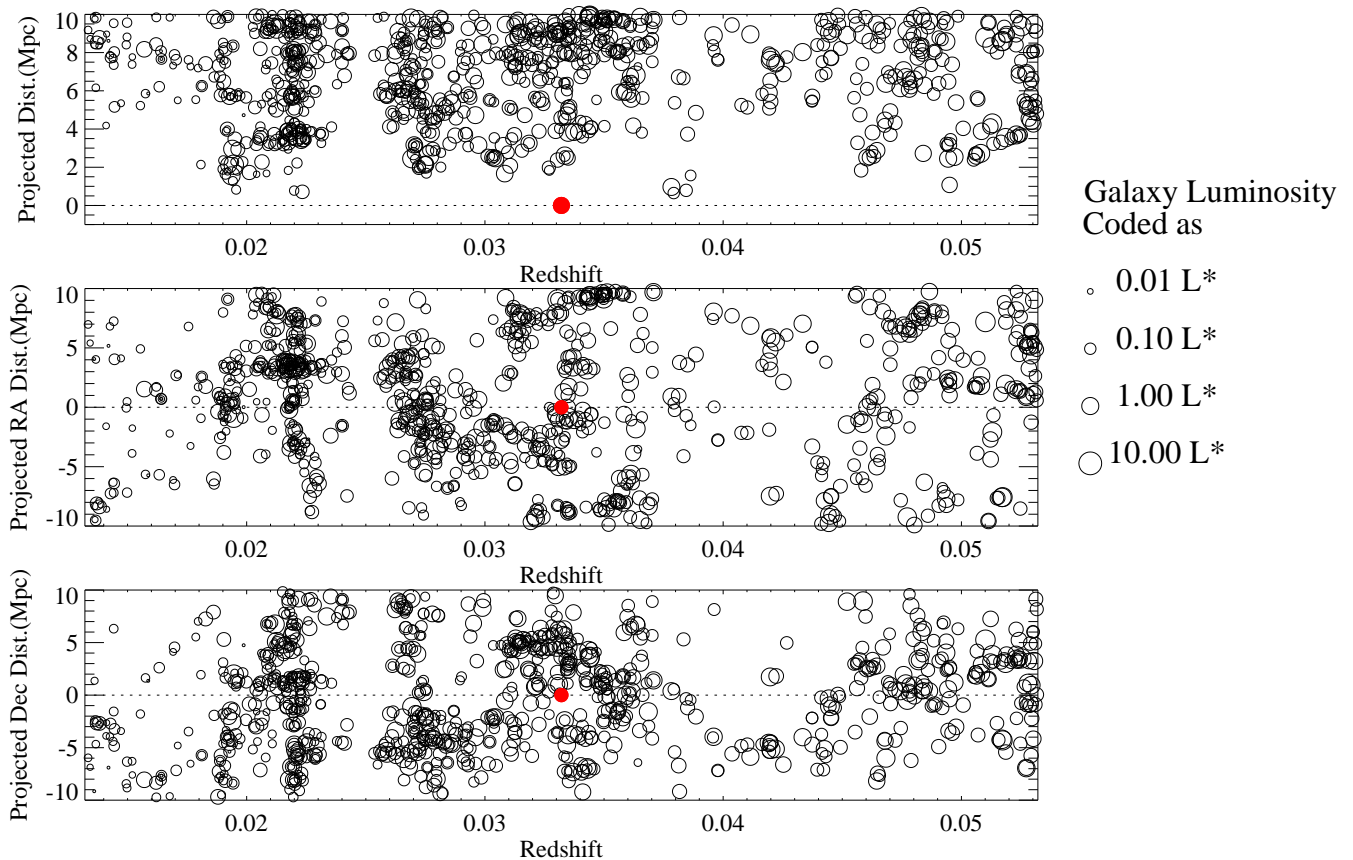 10
8
6
4
2
0
Projected Dist.(Mpc)
0.02
0.03
0.04
0.05
Redshift
10
5
0
-5
-10
Projected RA Dist.(Mpc)
0.02
0.03
0.04
0.05
Redshift
10
5
0
-5
-10
Projected Dec Dist.(Mpc)
0.02
0.03
0.04
0.05
Redshift
Galaxy Luminosity
Coded as
0.01 L*
0.10 L*
1.00 L*
10.00 L*